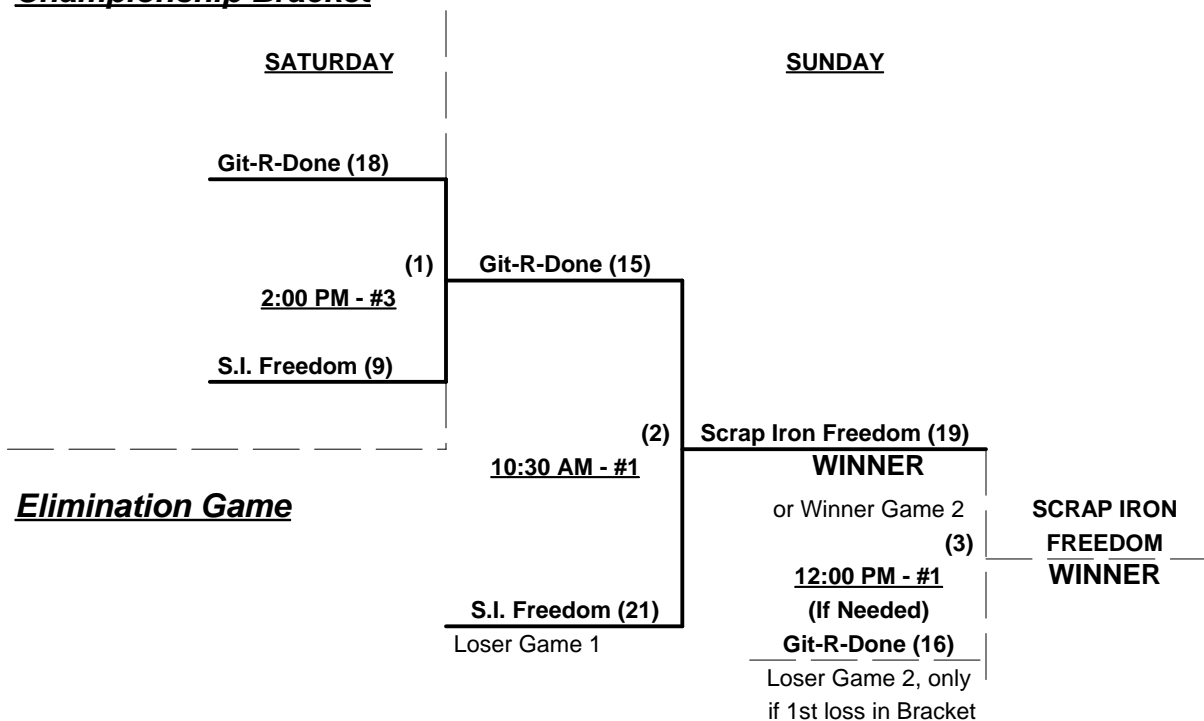 Championship Bracket
SATURDAY
SUNDAY
Git-R-Done (18)
(1)
Git-R-Done (15)
2:00 PM - #3
S.I. Freedom (9)
(2)
Scrap Iron Freedom (19)
10:30 AM - #1
WINNER
Elimination Game
or Winner Game 2
SCRAP IRON
(3)
FREEDOM
12:00 PM - #1
WINNER
S.I. Freedom (21)
(If Needed)
Loser Game 1
Git-R-Done (16)
Loser Game 2, only
if 1st loss in Bracket